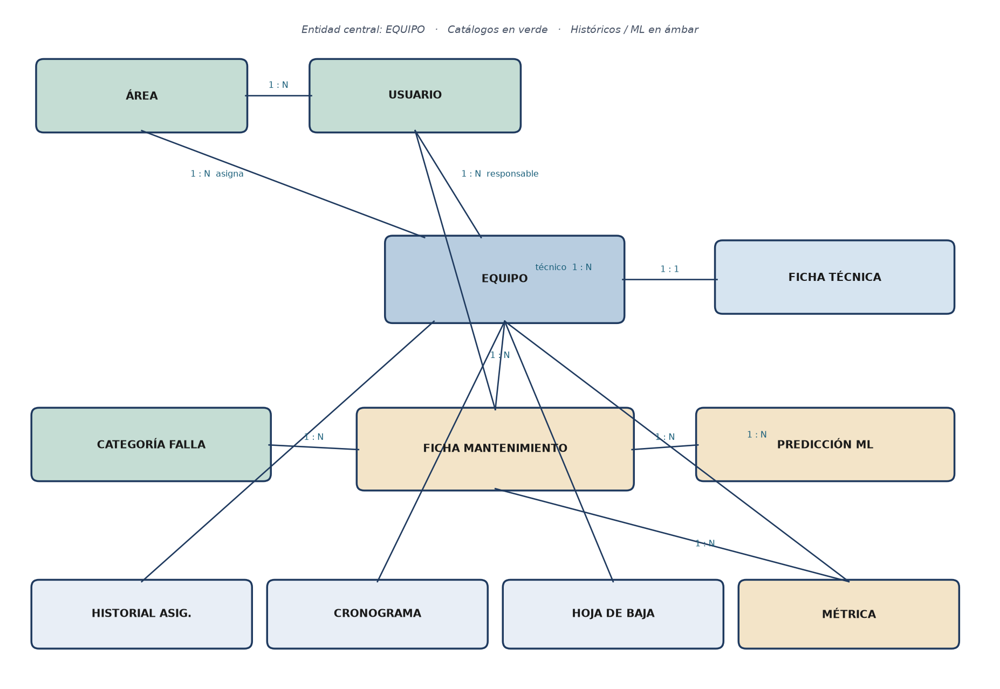 Entidad central: EQUIPO · Catálogos en verde · Históricos / ML en ámbar
ÁREA
1 : N
USUARIO
1 : N asigna
1 : N responsable
técnico 1 : N
EQUIPO
1 : 1
FICHA TÉCNICA
1 : N
CATEGORÍA FALLA
1 : N
FICHA MANTENIMIENTO
1 : N
1 : N
PREDICCIÓN ML
1 : N
HISTORIAL ASIG.
CRONOGRAMA
HOJA DE BAJA
MÉTRICA